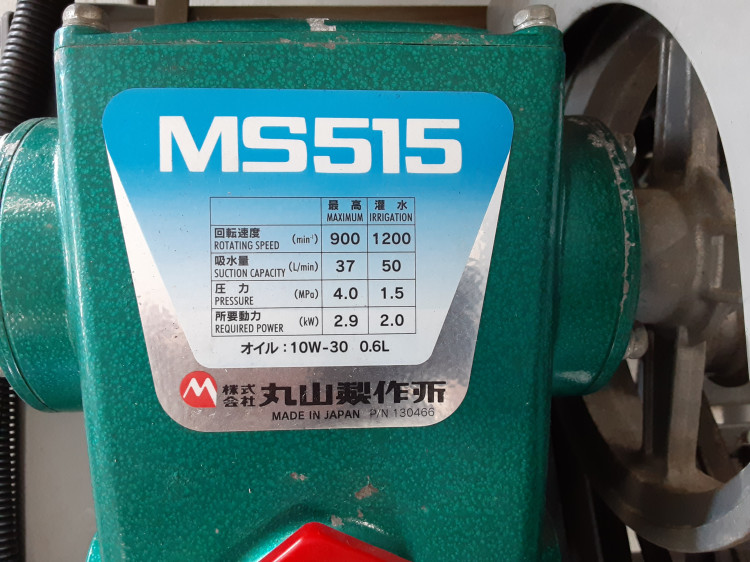 MS515
最高 灌水
MAXIMUM IRRIGATION
回転速度 (min⁻¹) 900 1200
ROTATING SPEED
吸水量 (L/min) 37 50
SUCTION CAPACITY
圧力 (MPa) 4.0 1.5
PRESSURE
所要動力 (kW) 2.9 2.0
REQUIRED POWER
オイル:10W-30 0.6L
株式会社 丸山製作所
MADE IN JAPAN P/N 130466